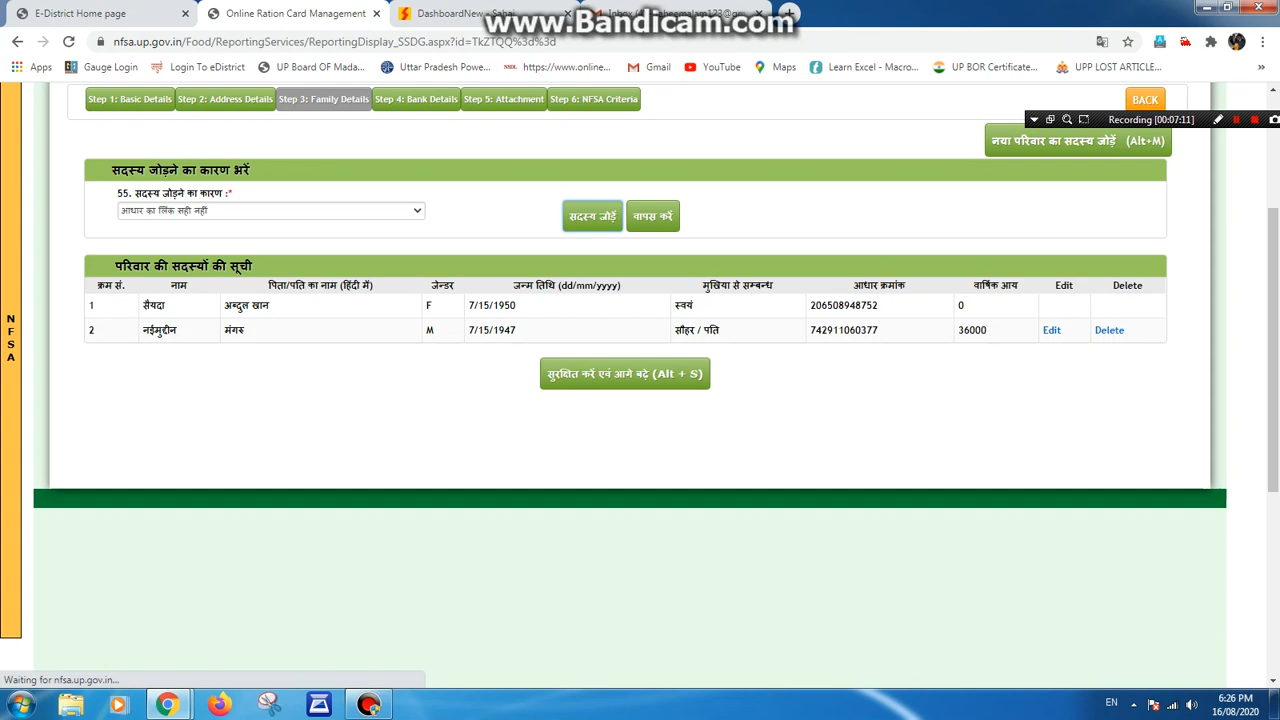 www.Bandicam.com
E-District Home page
Online Ration Card Management
DashboardNew - Sahaj
nfsa.up.gov.in/Food/ReportingServices/ReportDisplay_SSDG.aspx?id=TkZTQQ%3d%3d
Apps Gauge Login Login To eDistrict UP Board OF Mada... Uttar Pradesh Powe... https://www.online... Gmail YouTube Maps Learn Excel - Macro... UP BOR Certificate... UPP LOST ARTICLE...
Step 1: Basic Details Step 2: Address Details Step 3: Family Details Step 4: Bank Details Step 5: Attachment Step 6: NFSA Criteria BACK
Recording [00:07:11]
नया परिवार का सदस्य जोड़ें (Alt+M)
सदस्य जोड़ने का कारण भरें
55. सदस्य जोड़ने का कारण :*
आधार का लिंक सही नहीं
सदस्य जोड़ें वापस करें
परिवार की सदस्यों की सूची
क्रम सं. नाम पिता/पति का नाम (हिंदी में) जेन्डर जन्म तिथि (dd/mm/yyyy) मुखिया से सम्बन्ध आधार क्रमांक वार्षिक आय Edit Delete
1 सैयदा अब्दुल खान F 7/15/1950 स्वयं 206508948752 0
2 नईमुद्दीन मंगरु M 7/15/1947 सौहर / पति 742911060377 36000 Edit Delete
सुरक्षित करें एवं आगे बढ़े (Alt + S)
N
F
S
A
Waiting for nfsa.up.gov.in...
EN
6:26 PM
16/08/2020